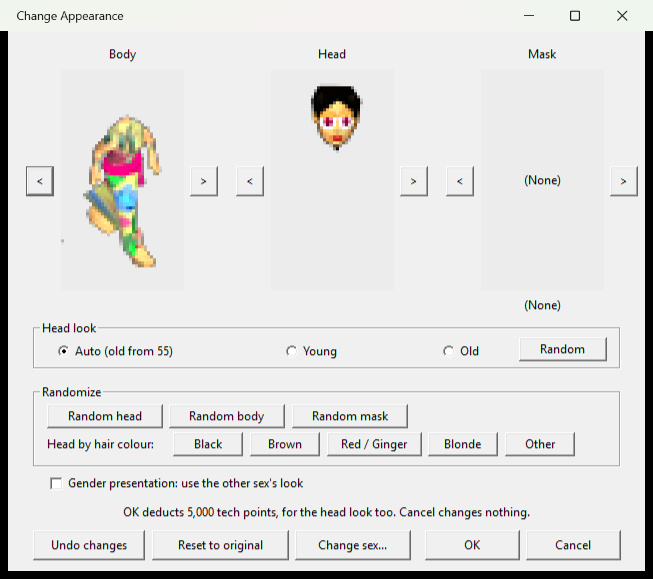 Change Appearance
Body Head Mask
< > < > < (None) >
(None)
Head look
Auto (old from 55) Young Old Random
Randomize
Random head Random body Random mask
Head by hair colour: Black Brown Red / Ginger Blonde Other
Gender presentation: use the other sex's look
OK deducts 5,000 tech points, for the head look too. Cancel changes nothing.
Undo changes Reset to original Change sex... OK Cancel